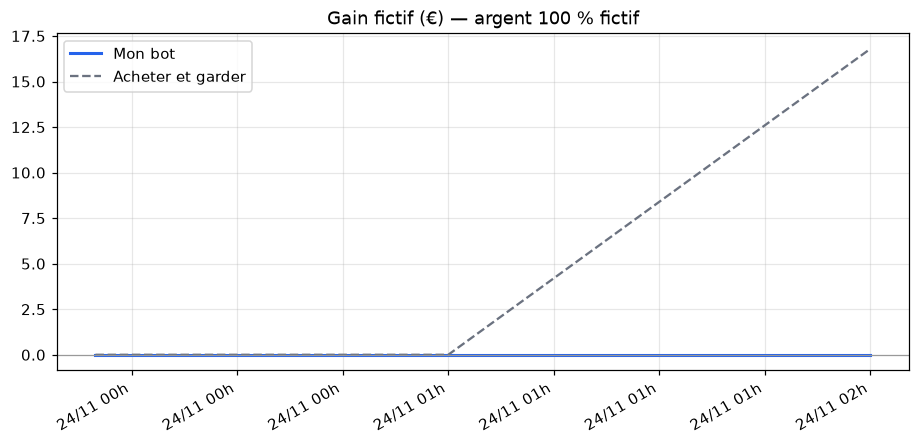 Gain fictif (€) — argent 100 % fictif
Mon bot
Acheter et garder
17.5
15.0
12.5
10.0
7.5
5.0
2.5
0.0
24/11 00h
24/11 00h
24/11 00h
24/11 01h
24/11 01h
24/11 01h
24/11 01h
24/11 02h